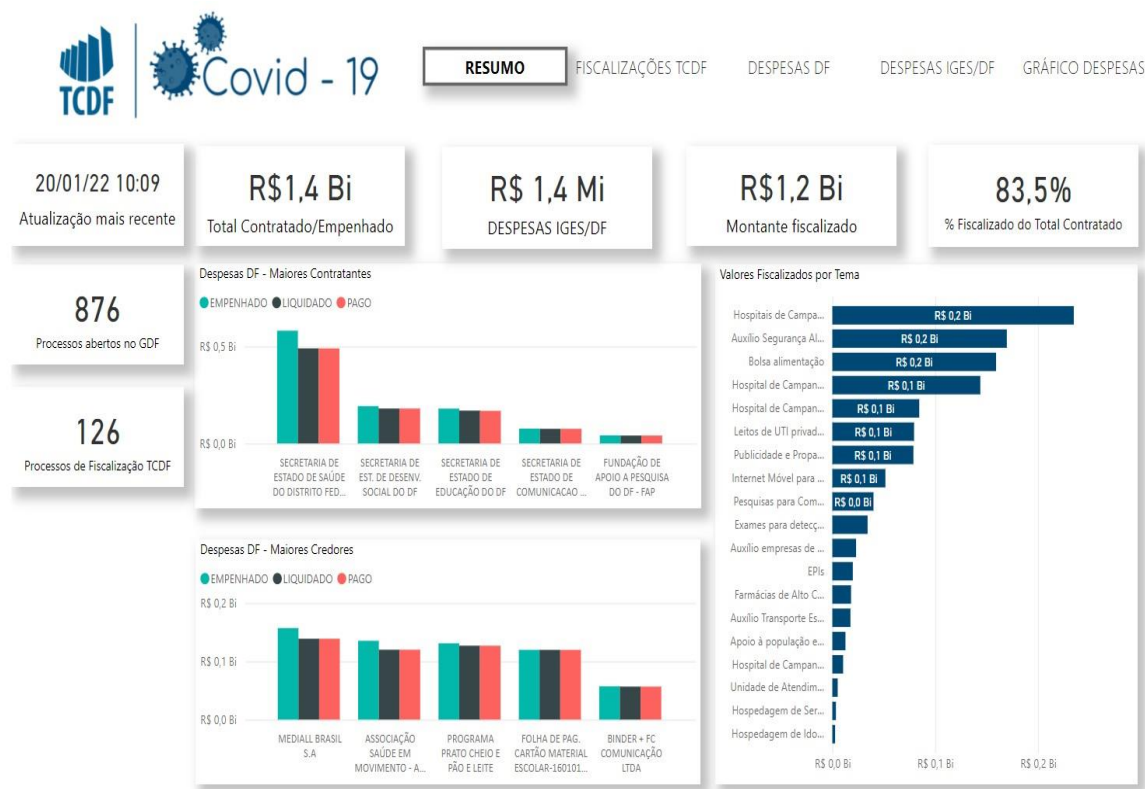 TCDF
Covid - 19
RESUMO
FISCALIZAÇÕES TCDF
DESPESAS DF
DESPESAS IGES/DF
GRÁFICO DESPESAS
20/01/22 10:09
Atualização mais recente
R$1,4 Bi
Total Contratado/Empenhado
R$ 1,4 Mi
DESPESAS IGES/DF
R$1,2 Bi
Montante fiscalizado
83,5%
% Fiscalizado do Total Contratado
876
Processos abertos no GDF
126
Processos de Fiscalização TCDF
Despesas DF - Maiores Contratantes
EMPENHADO LIQUIDADO PAGO
R$ 0,5 Bi
R$ 0,0 Bi
SECRETARIA DE
ESTADO DE SAÚDE
DO DISTRITO FED...
SECRETARIA DE
EST. DE DESENV.
SOCIAL DO DF
SECRETARIA DE
ESTADO DE
EDUCAÇÃO DO DF
SECRETARIA DE
ESTADO DE
COMUNICACAO ...
FUNDAÇÃO DE
APOIO A PESQUISA
DO DF - FAP
Despesas DF - Maiores Credores
EMPENHADO LIQUIDADO PAGO
R$ 0,2 Bi
R$ 0,1 Bi
R$ 0,0 Bi
MEDIALL BRASIL
S.A
ASSOCIAÇÃO
SAÚDE EM
MOVIMENTO - A...
PROGRAMA
PRATO CHEIO E
PÃO E LEITE
FOLHA DE PAG.
CARTÃO MATERIAL
ESCOLAR-160101...
BINDER + FC
COMUNICAÇÃO
LTDA
Valores Fiscalizados por Tema
Hospitais de Campa... R$ 0,2 Bi
Auxílio Segurança Al... R$ 0,2 Bi
Bolsa alimentação R$ 0,2 Bi
Hospital de Campan... R$ 0,1 Bi
Hospital de Campan... R$ 0,1 Bi
Leitos de UTI privad... R$ 0,1 Bi
Publicidade e Propa... R$ 0,1 Bi
Internet Móvel para ... R$ 0,1 Bi
Pesquisas para Com... R$ 0,0 Bi
Exames para detecç...
Auxílio empresas de ...
EPIs
Farmácias de Alto C...
Auxílio Transporte Es...
Apoio à população e...
Hospital de Campan...
Unidade de Atendim...
Hospedagem de Ser...
Hospedagem de Ido...
R$ 0,0 Bi R$ 0,1 Bi R$ 0,2 Bi